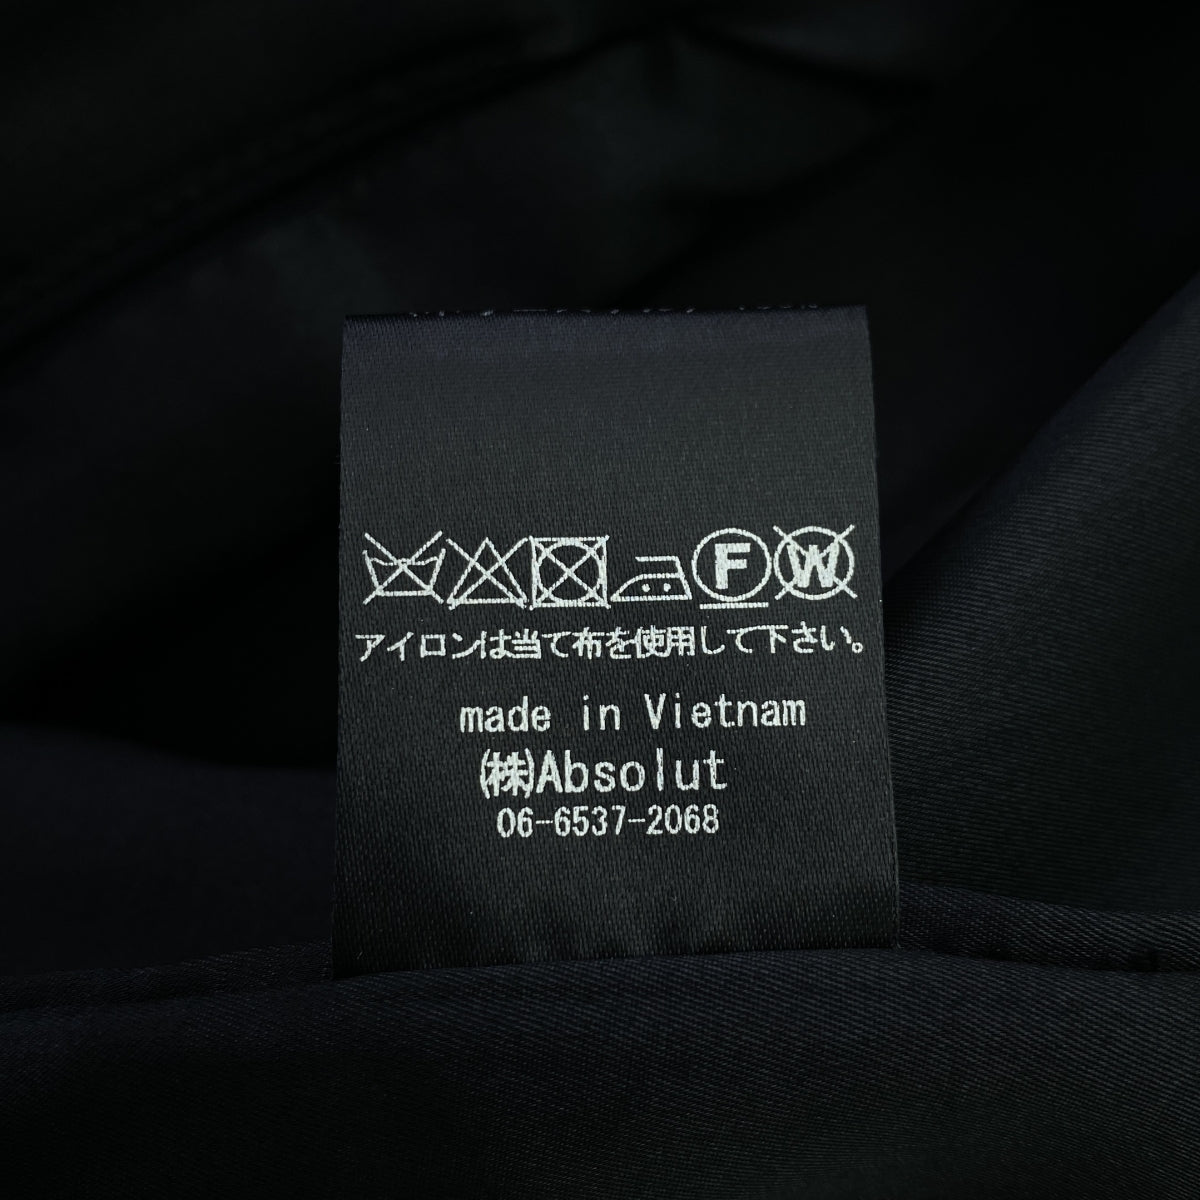 F W
アイロンは当て布を使用して下さい。
made in Vietnam
㈱Absolut
06-6537-2068